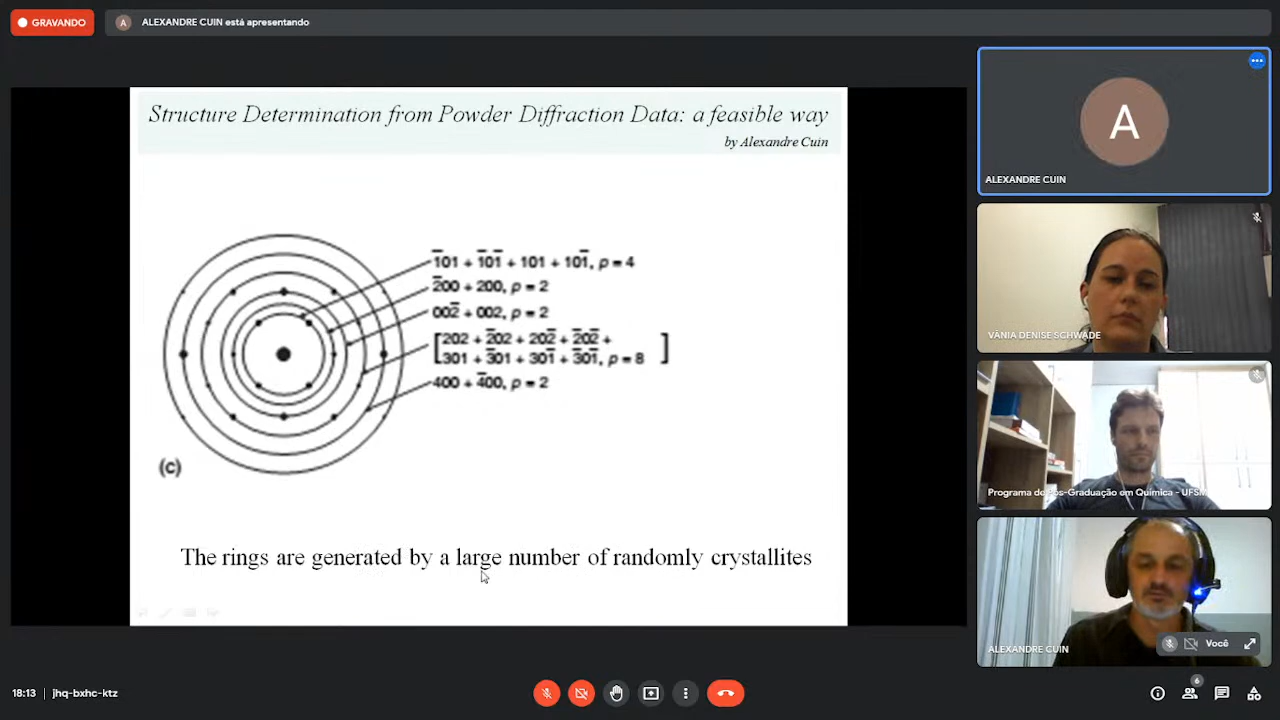 GRAVANDO
A
ALEXANDRE CUIN está apresentando
Structure Determination from Powder Diffraction Data: a feasible way
by Alexandre Cuin
1̅01 + 1̅01̅ + 101 + 101̅, p = 4
2̅00 + 200, p = 2
002̅ + 002, p = 2
[202 + 2̅02 + 202̅ + 2̅02̅ +
301 + 3̅01 + 301̅ + 3̅01̅, p = 8 ]
400 + 4̅00, p = 2
(c)
The rings are generated by a large number of randomly crystallites
A
ALEXANDRE CUIN
VÂNIA DENISE SCHWADE
Programa de Pós-Graduação em Química - UFSM
ALEXANDRE CUIN
Você
18:13 | jhq-bxhc-ktz
6